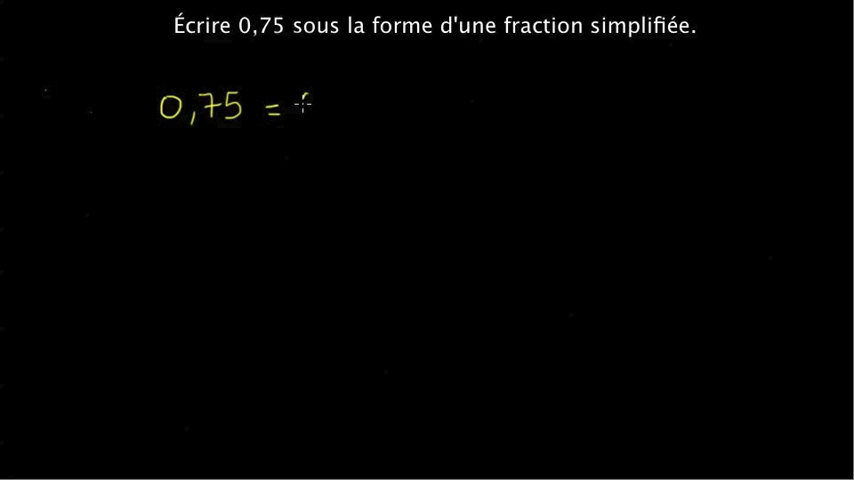 Écrire 0,75 sous la forme d'une fraction simplifiée.
0,75 =